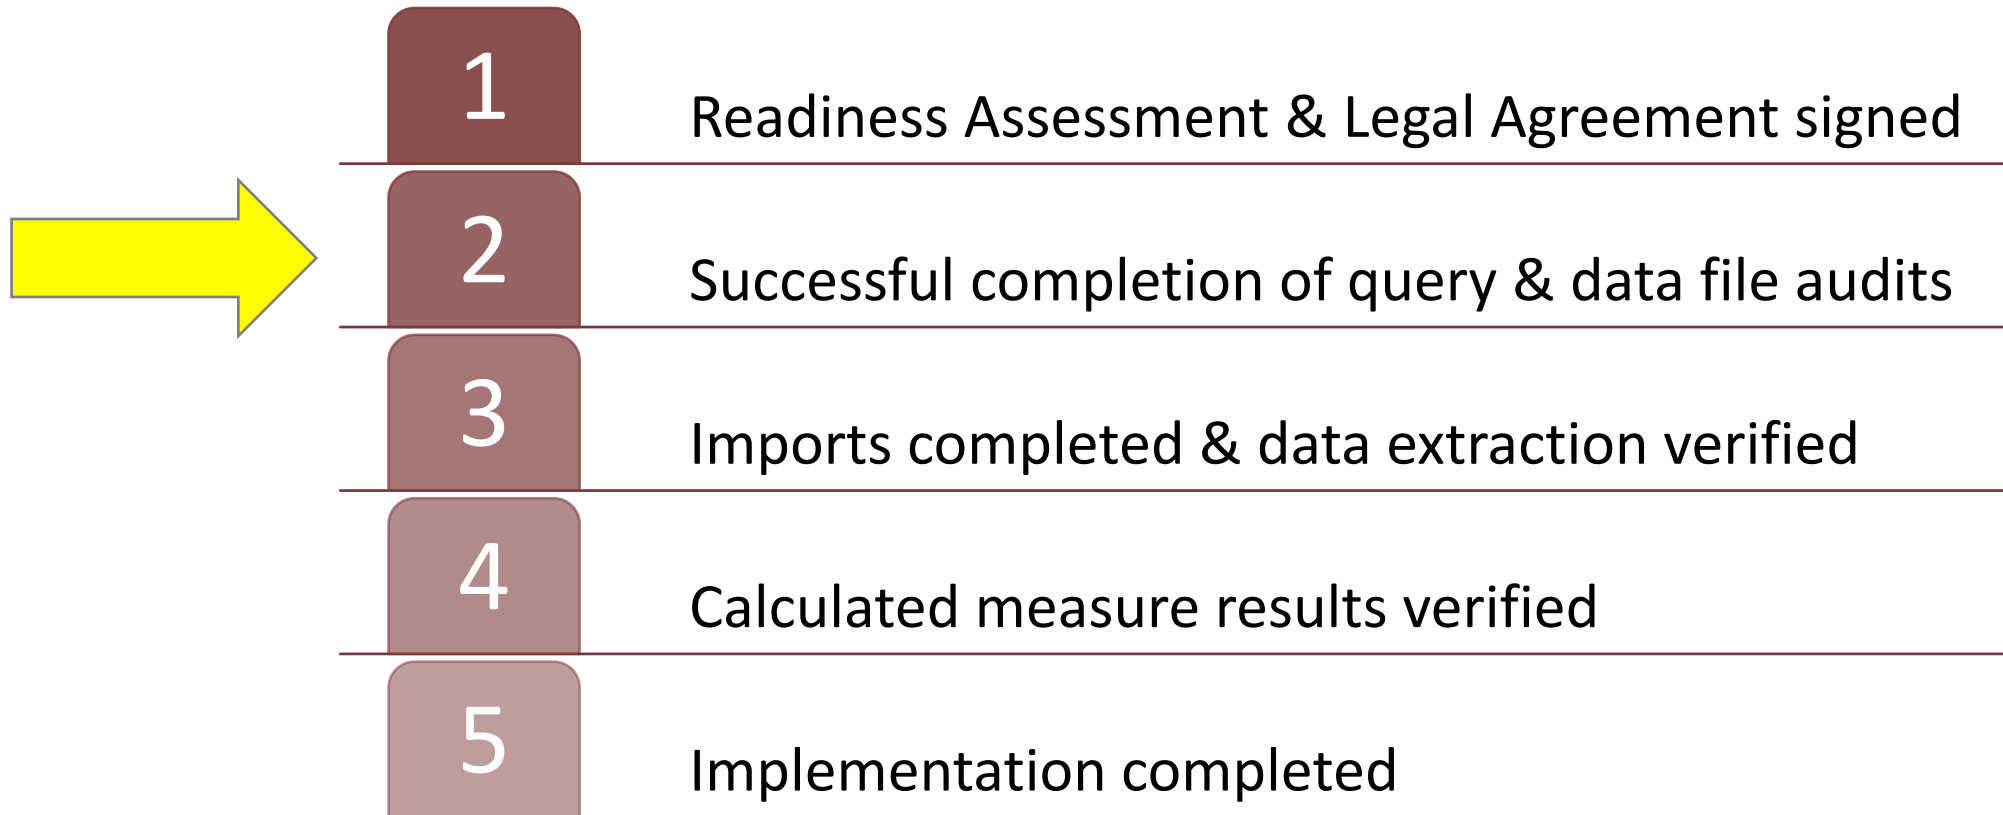 1
Readiness Assessment & Legal Agreement signed
2
Successful completion of query & data file audits
3
Imports completed & data extraction verified
4
Calculated measure results verified
5
Implementation completed